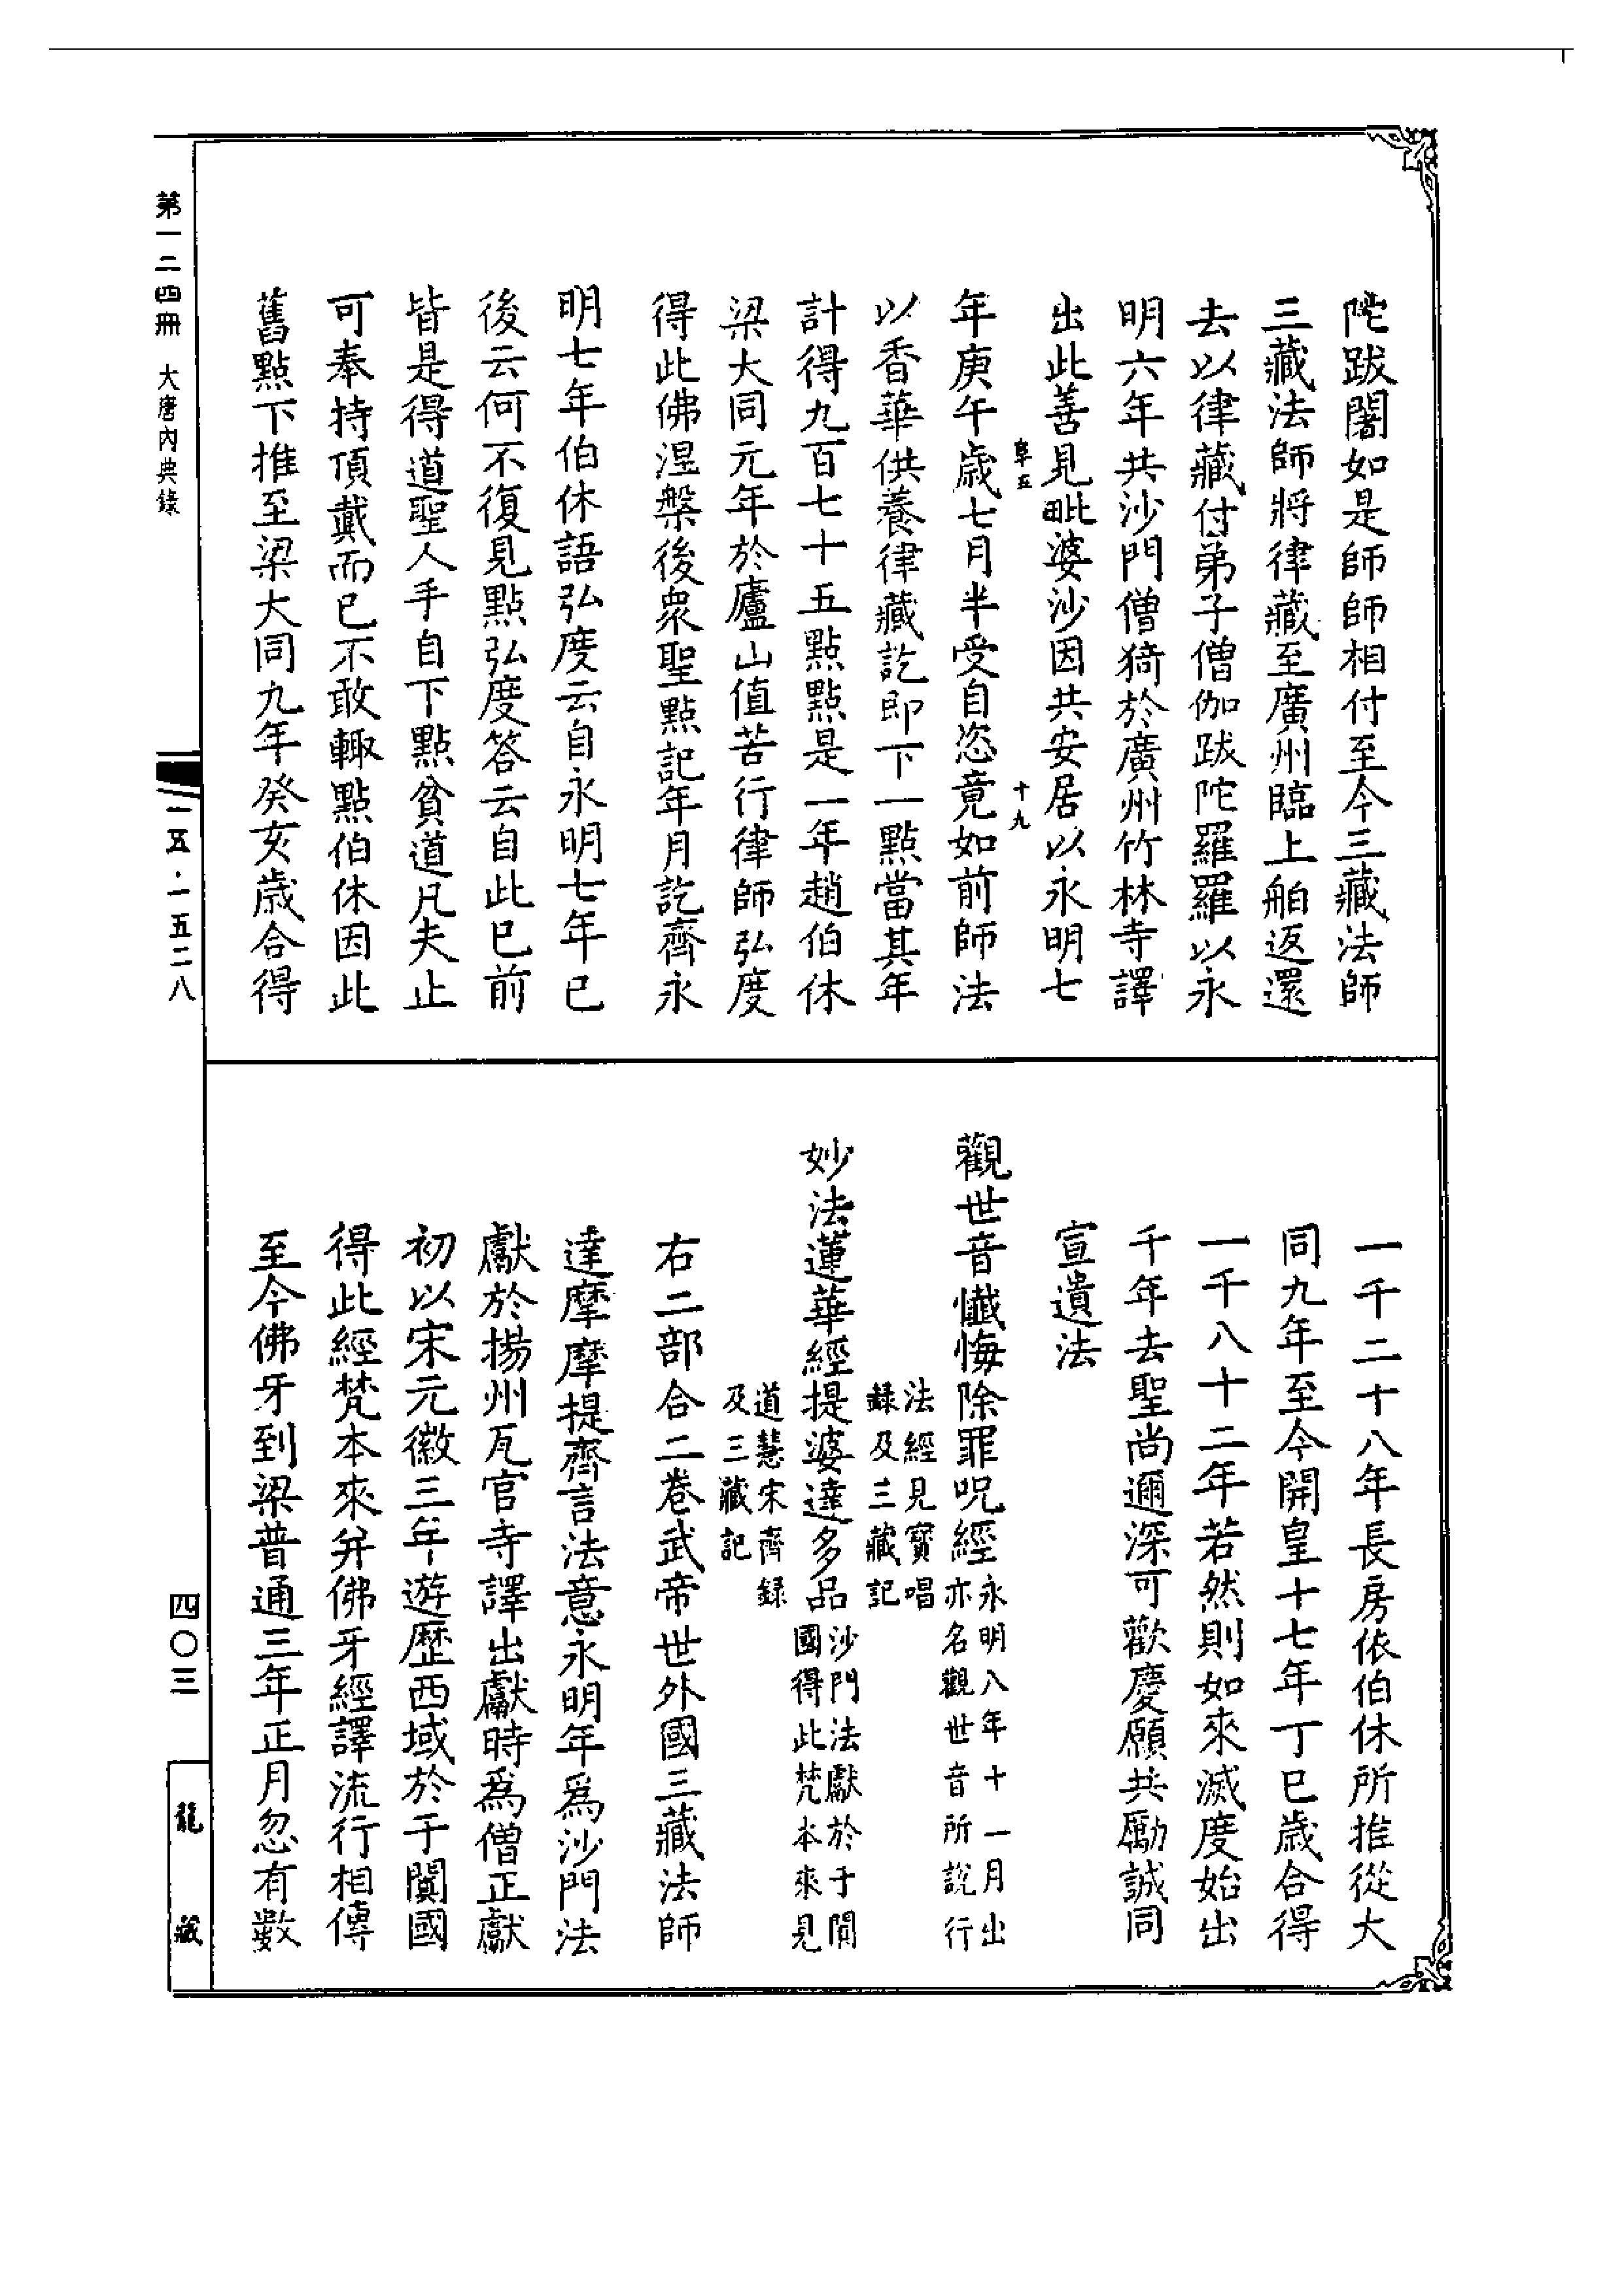 陀跋闍如是師師相付至今三藏法師
三藏法師將律藏至廣州臨上舶返還
去以律藏付弟子僧伽跋陀羅羅以永
明六年共沙門僧猗於廣州竹林寺譯
出此善見毗婆沙因共安居以永明七
阜五 十九
年庚午歲七月半受自恣竟如前師法
以香華供養律藏訖即下一點當其年
計得九百七十五點點是一年趙伯休
梁大同元年於廬山值苦行律師弘度
得此佛涅槃後衆聖點記年月訖齊永
明七年伯休語弘度云自永明七年已
後云何不復見點弘度答云自此已前
皆是得道聖人手自下點貧道凡夫止
可奉持頂戴而已不敢輙點伯休因此
舊點下推至梁大同九年癸亥歲合得
一千二十八年長房依伯休所推從大
同九年至今開皇十七年丁巳歲合得
一千八十二年若然則如來滅度始出
千年去聖尚邇深可歡慶願共勵誠同
宣遺法
觀世音懺悔除罪呪經永明八年十一月出
亦名觀世音所說行
法經見寶唱
録及三藏記
妙法蓮華經提婆達多品沙門法獻於于闐
國得此梵本來見
道慧宋齊録
及三藏記
右二部合二卷武帝世外國三藏法師
達摩摩提齊言法意永明年爲沙門法
獻於揚州瓦官寺譯出獻時爲僧正獻
初以宋元徽三年遊歷西域於于闐國
得此經梵本來并佛牙經譯流行相傳
至今佛牙到梁普通三年正月忽有數
第一二四冊 大唐內典錄
一五·一五二八
四〇三
龍藏